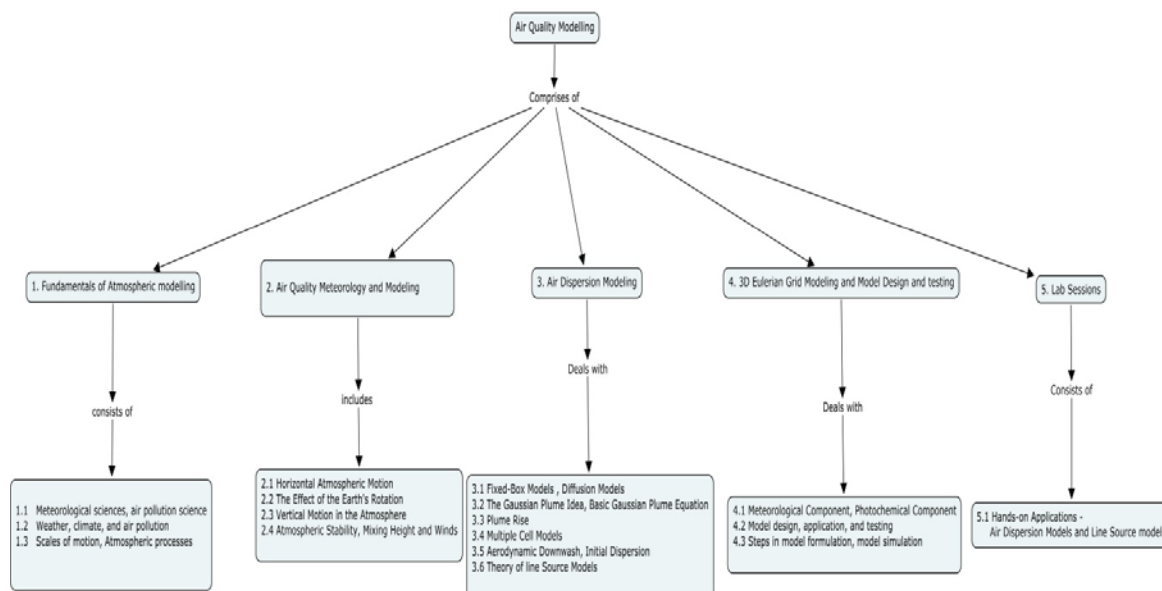 Air Quality Modelling
Comprises of
1. Fundamentals of Atmospheric modelling
2. Air Quality Meteorology and Modeling
3. Air Dispersion Modeling
4. 3D Eulerian Grid Modeling and Model Design and testing
5. Lab Sessions
consists of
includes
Deals with
Deals with
Consists of
1.1 Meteorological sciences, air pollution science
1.2 Weather, climate, and air pollution
1.3 Scales of motion, Atmospheric processes
2.1 Horizontal Atmospheric Motion
2.2 The Effect of the Earth's Rotation
2.3 Vertical Motion in the Atmosphere
2.4 Atmospheric Stability, Mixing Height and Winds
3.1 Fixed-Box Models , Diffusion Models
3.2 The Gaussian Plume Idea, Basic Gaussian Plume Equation
3.3 Plume Rise
3.4 Multiple Cell Models
3.5 Aerodynamic Downwash, Initial Dispersion
3.6 Theory of line Source Models
4.1 Meteorological Component, Photochemical Component
4.2 Model design, application, and testing
4.3 Steps in model formulation, model simulation
5.1 Hands-on Applications -
Air Dispersion Models and Line Source model